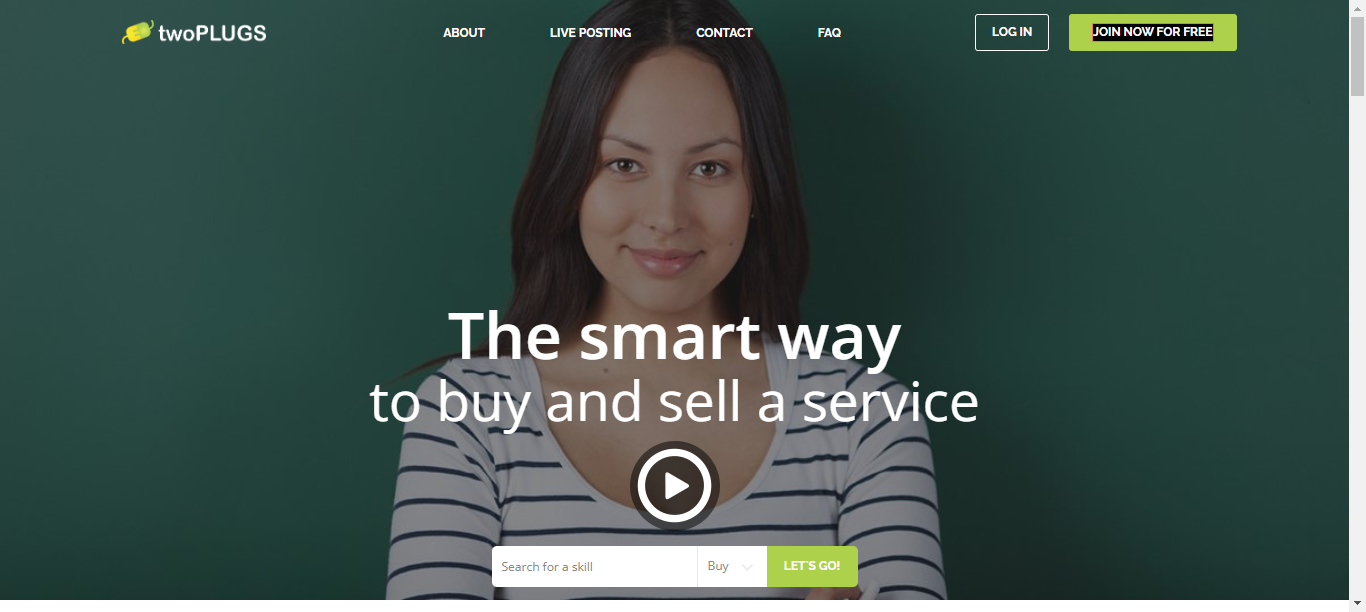 twoPLUGS
ABOUT
LIVE POSTING
CONTACT
FAQ
LOG IN
JOIN NOW FOR FREE
The smart way
to buy and sell a service
Search for a skill
Buy
LET'S GO!